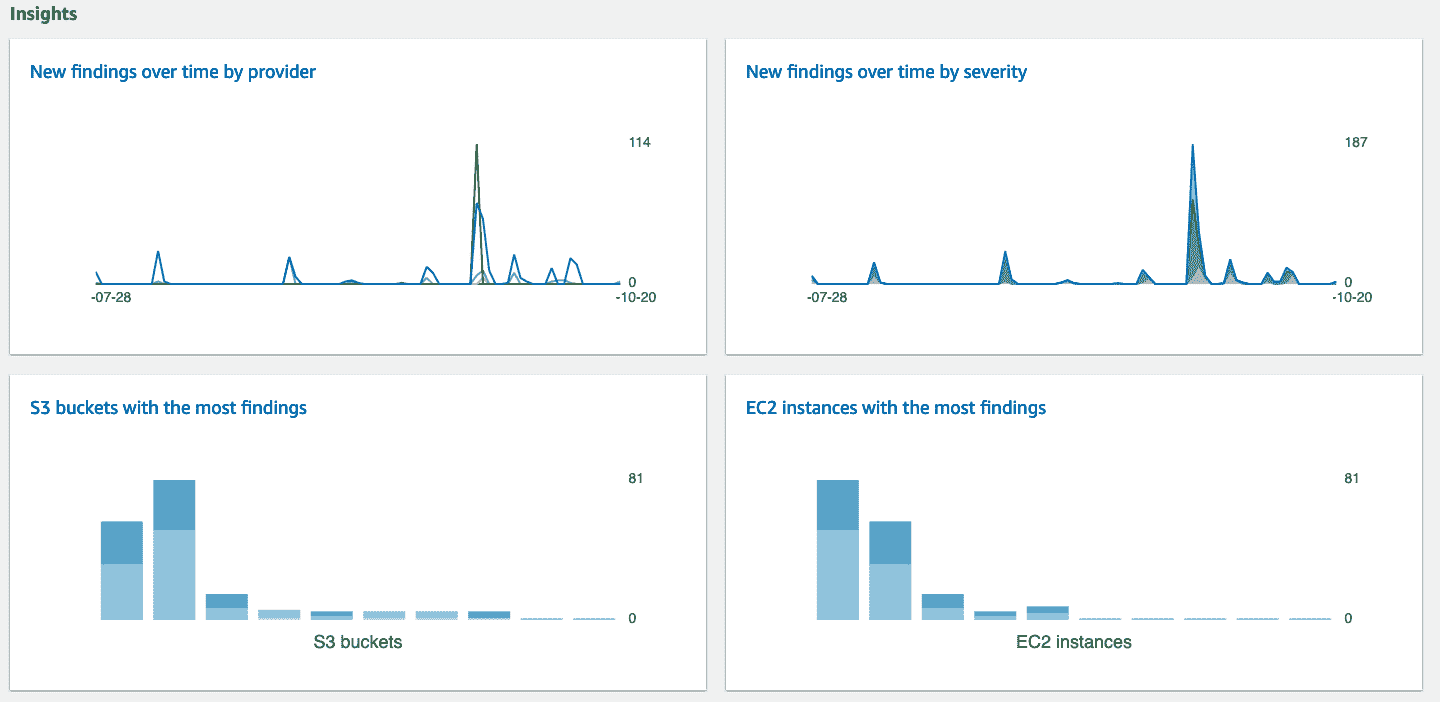 Insights
New findings over time by provider
114
0
-07-28
-10-20
New findings over time by severity
187
0
-07-28
-10-20
S3 buckets with the most findings
81
0
S3 buckets
EC2 instances with the most findings
81
0
EC2 instances